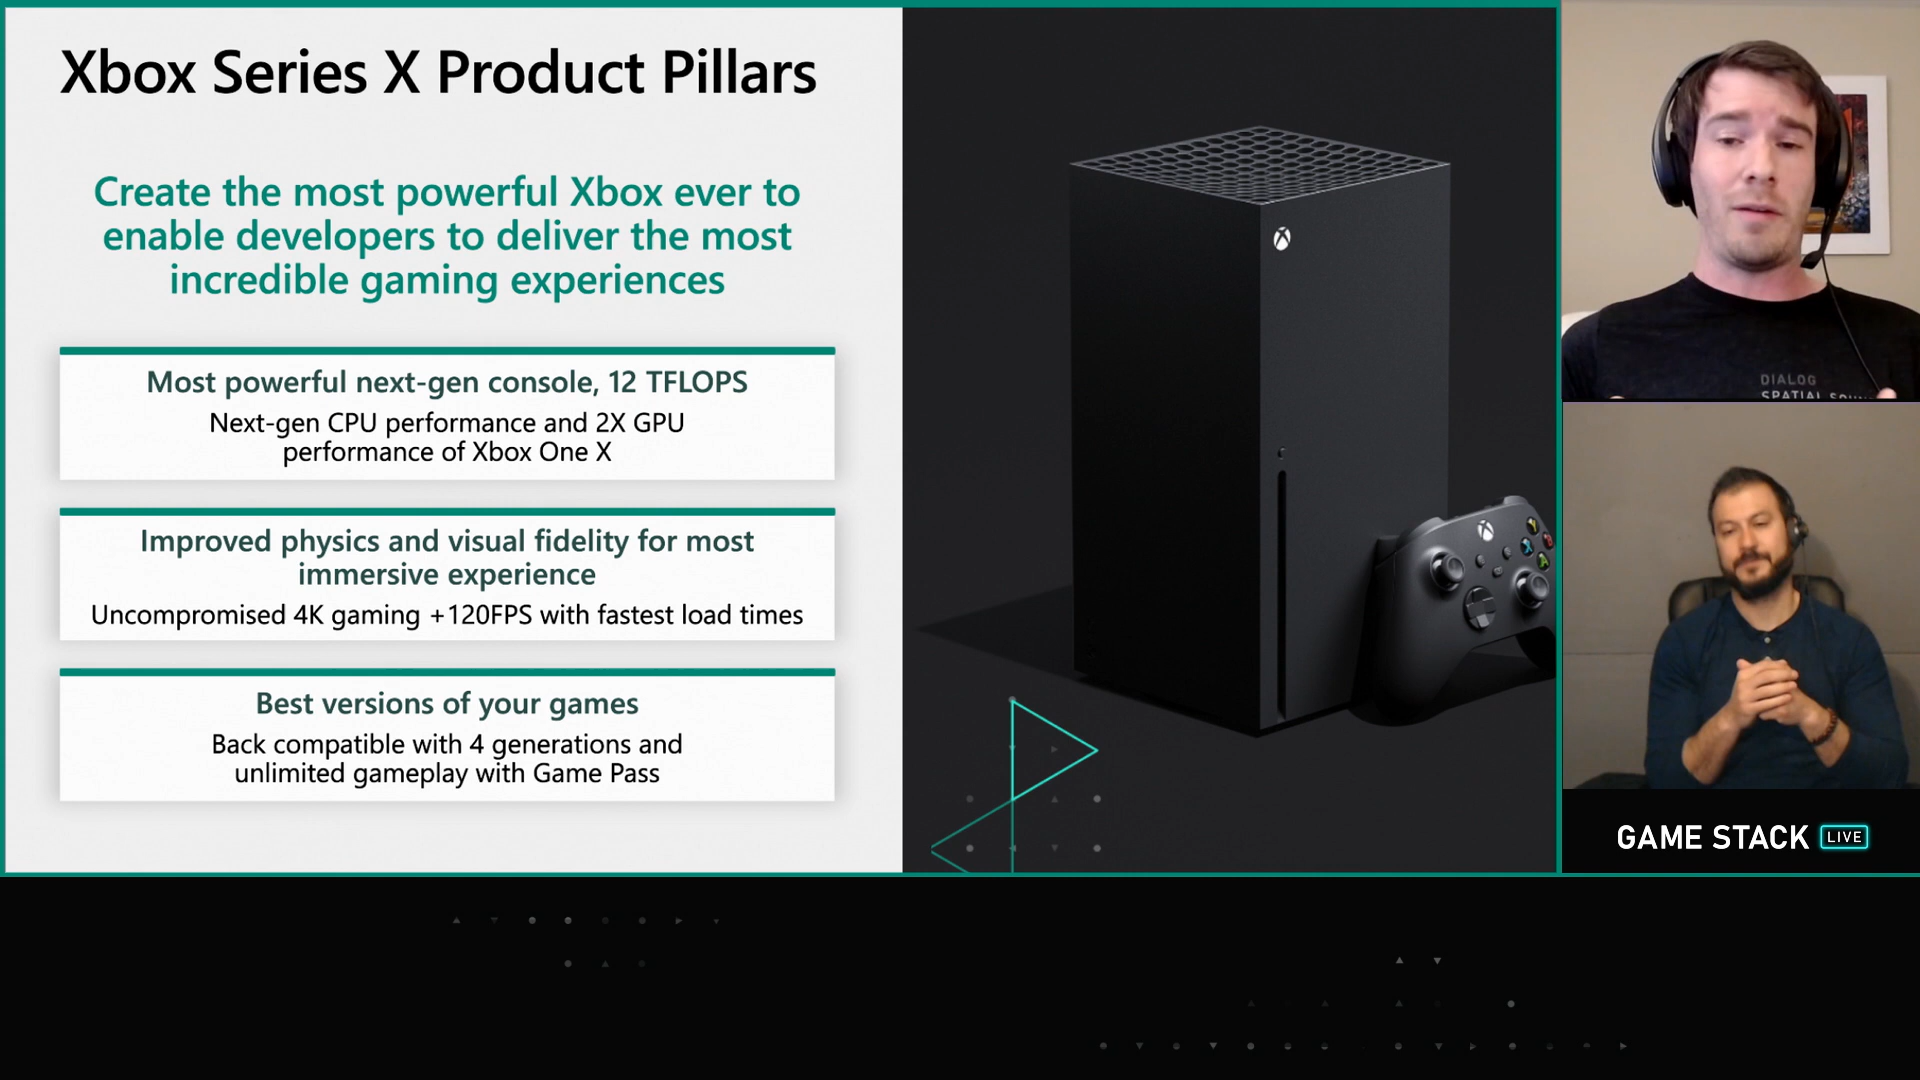 Xbox Series X Product Pillars
Create the most powerful Xbox ever to
enable developers to deliver the most
incredible gaming experiences
Most powerful next-gen console, 12 TFLOPS
Next-gen CPU performance and 2X GPU
performance of Xbox One X
Improved physics and visual fidelity for most
immersive experience
Uncompromised 4K gaming +120FPS with fastest load times
Best versions of your games
Back compatible with 4 generations and
unlimited gameplay with Game Pass
Y
X
B
A
DIALOG
SPATIAL
GAME STACK LIVE